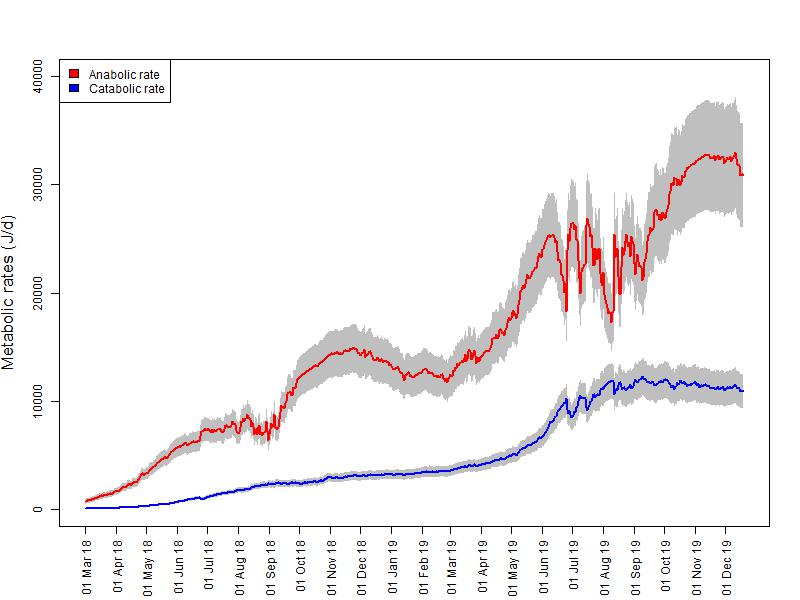 Anabolic rate
Catabolic rate
Metabolic rates (J/d)
40000
30000
20000
10000
0
01 Mar 18
01 Apr 18
01 May 18
01 Jun 18
01 Jul 18
01 Aug 18
01 Sep 18
01 Oct 18
01 Nov 18
01 Dec 18
01 Jan 19
01 Feb 19
01 Mar 19
01 Apr 19
01 May 19
01 Jun 19
01 Jul 19
01 Aug 19
01 Sep 19
01 Oct 19
01 Nov 19
01 Dec 19